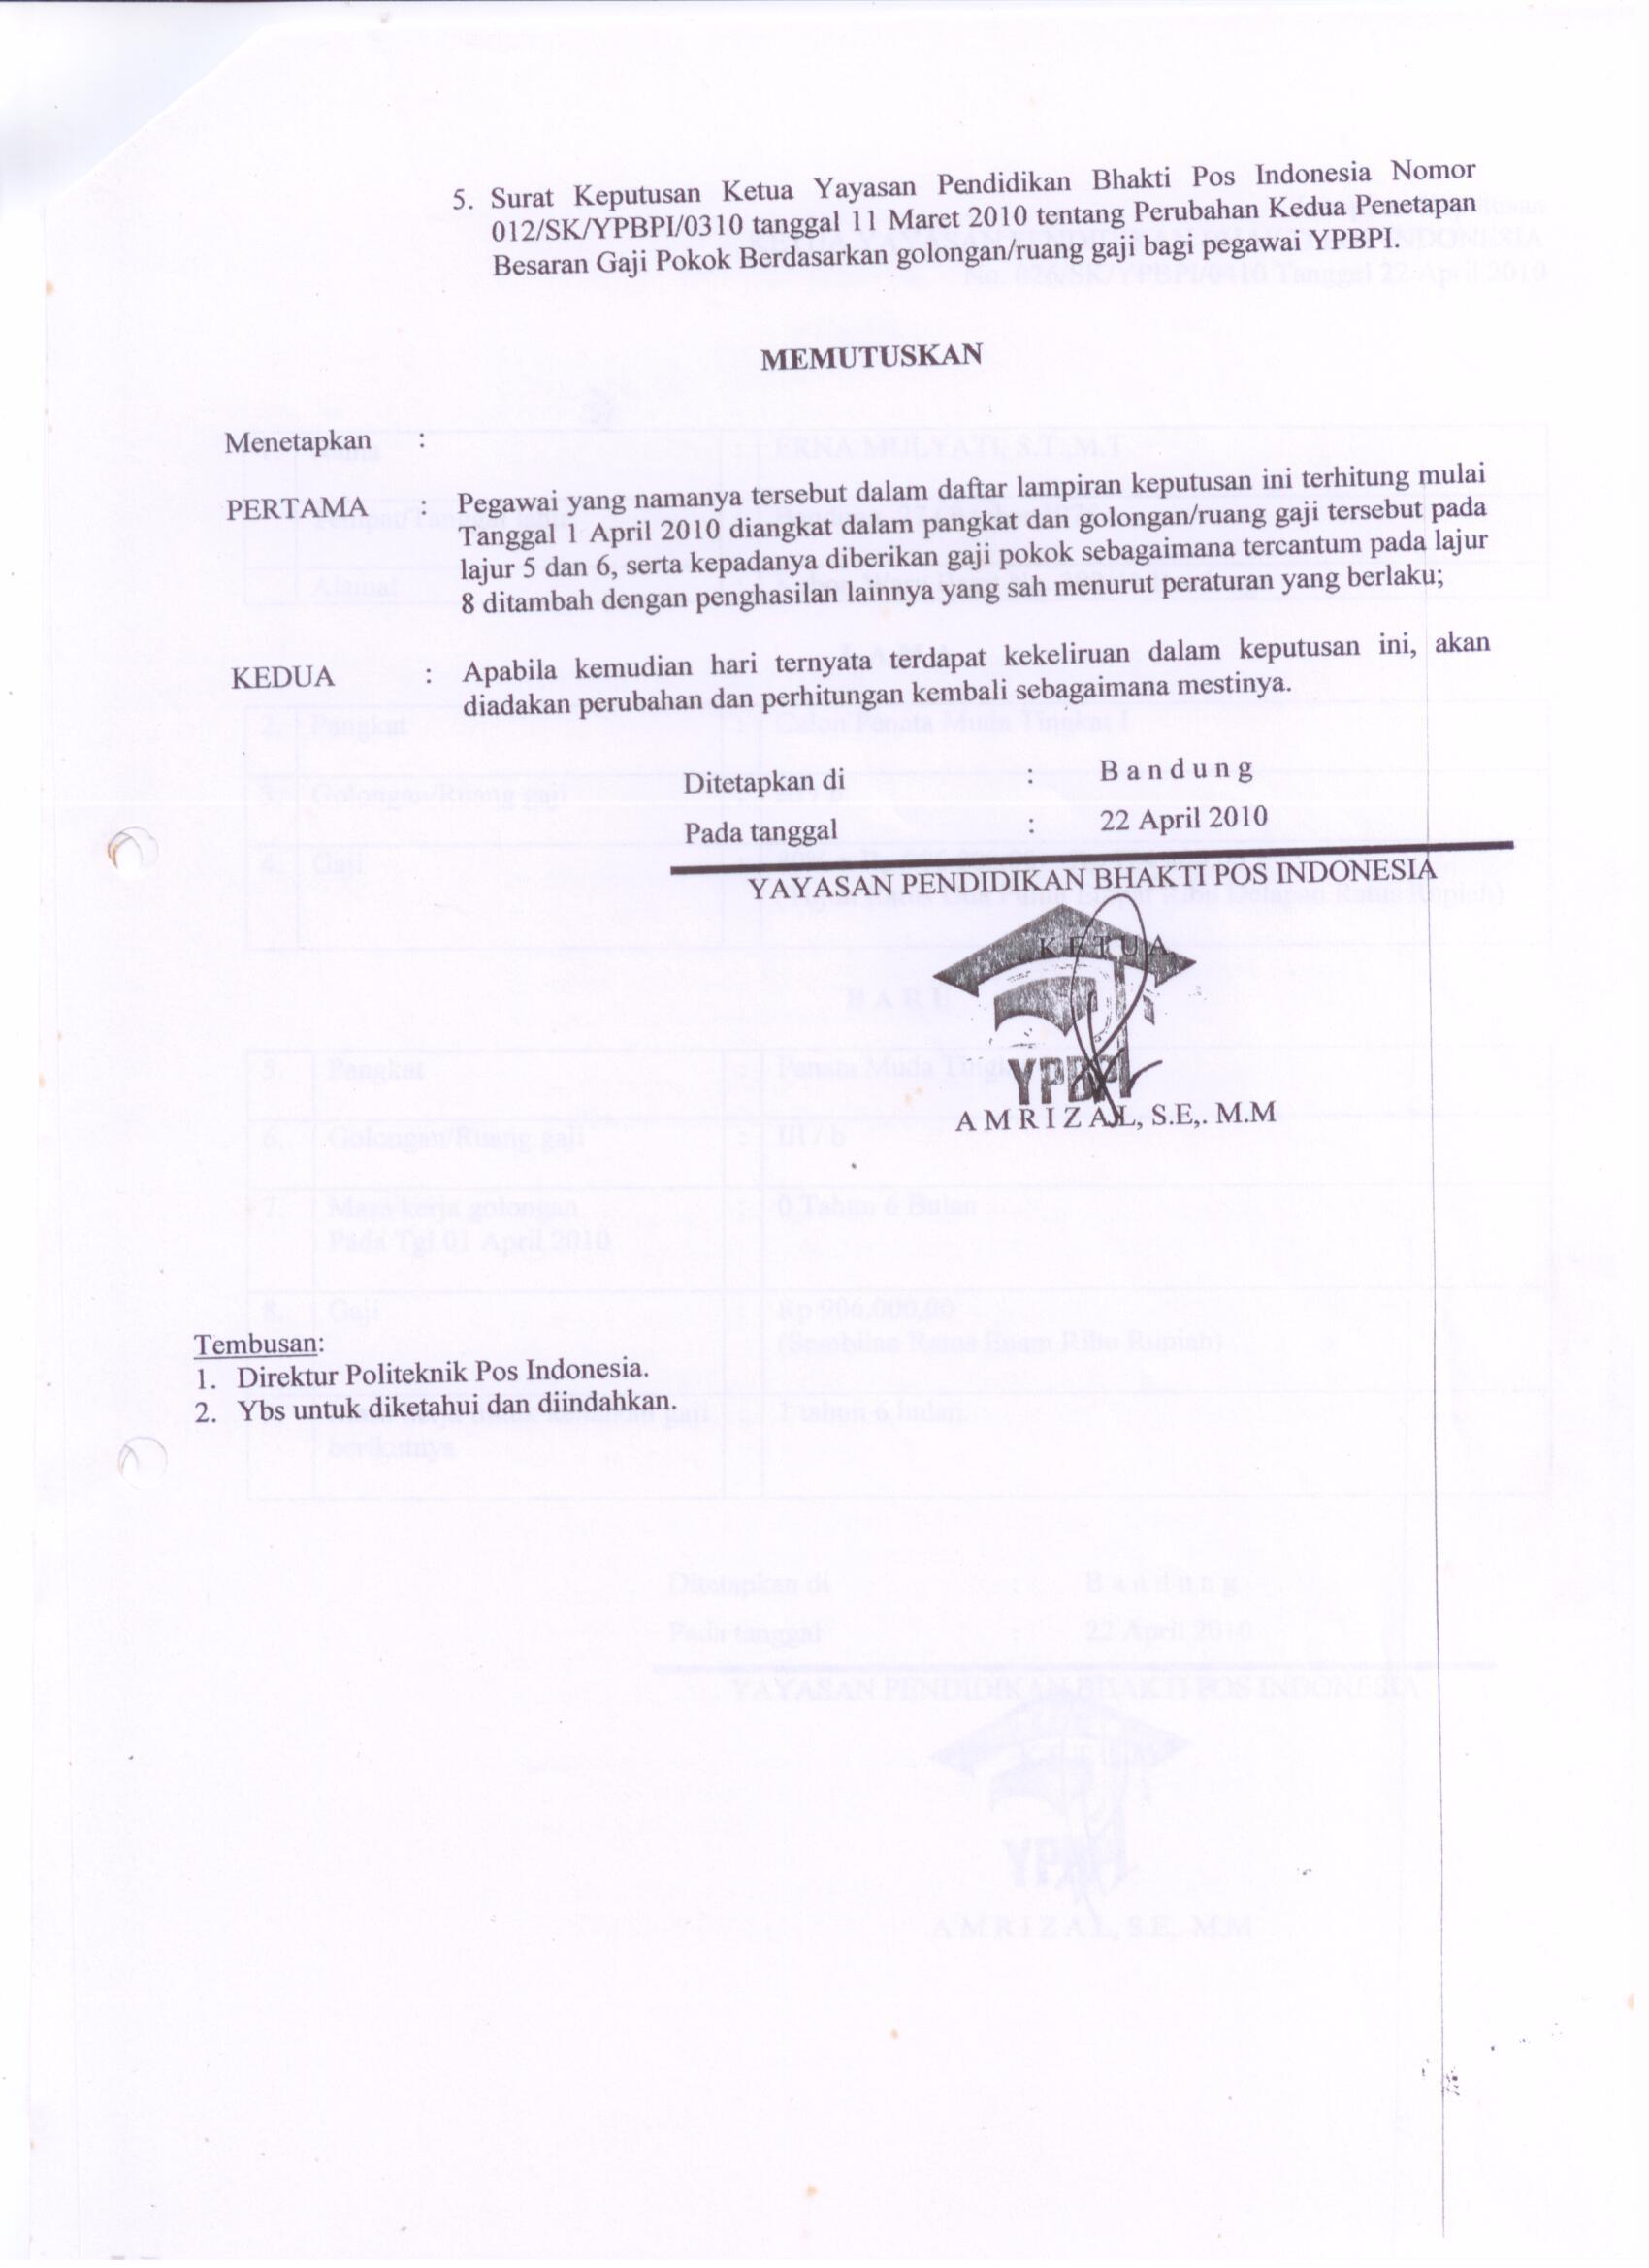 5. Surat Keputusan Ketua Yayasan Pendidikan Bhakti Pos Indonesia Nomor
012/SK/YPBPI/0310 tanggal 11 Maret 2010 tentang Perubahan Kedua Penetapan
Besaran Gaji Pokok Berdasarkan golongan/ruang gaji bagi pegawai YPBPI.
MEMUTUSKAN
Menetapkan :
PERTAMA : Pegawai yang namanya tersebut dalam daftar lampiran keputusan ini terhitung mulai
Tanggal 1 April 2010 diangkat dalam pangkat dan golongan/ruang gaji tersebut pada
lajur 5 dan 6, serta kepadanya diberikan gaji pokok sebagaimana tercantum pada lajur
8 ditambah dengan penghasilan lainnya yang sah menurut peraturan yang berlaku;
KEDUA : Apabila kemudian hari ternyata terdapat kekeliruan dalam keputusan ini, akan
diadakan perubahan dan perhitungan kembali sebagaimana mestinya.
Ditetapkan di : B a n d u n g
Pada tanggal : 22 April 2010
YAYASAN PENDIDIKAN BHAKTI POS INDONESIA
K E T U A
YPBPI
A M R I Z A L, S.E,. M.M
Tembusan:
1. Direktur Politeknik Pos Indonesia.
2. Ybs untuk diketahui dan diindahkan.